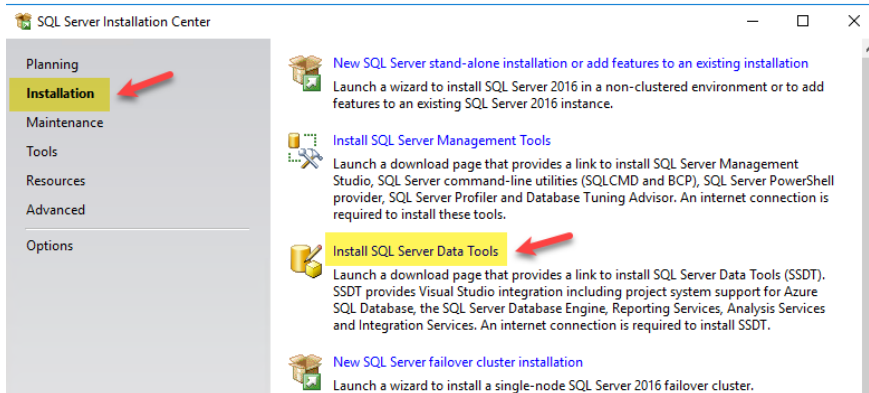 SQL Server Installation Center
Planning
Installation
Maintenance
Tools
Resources
Advanced
Options
New SQL Server stand-alone installation or add features to an existing installation
Launch a wizard to install SQL Server 2016 in a non-clustered environment or to add
features to an existing SQL Server 2016 instance.
Install SQL Server Management Tools
Launch a download page that provides a link to install SQL Server Management
Studio, SQL Server command-line utilities (SQLCMD and BCP), SQL Server PowerShell
provider, SQL Server Profiler and Database Tuning Advisor. An internet connection is
required to install these tools.
Install SQL Server Data Tools
Launch a download page that provides a link to install SQL Server Data Tools (SSDT).
SSDT provides Visual Studio integration including project system support for Azure
SQL Database, the SQL Server Database Engine, Reporting Services, Analysis Services
and Integration Services. An internet connection is required to install SSDT.
New SQL Server failover cluster installation
Launch a wizard to install a single-node SQL Server 2016 failover cluster.